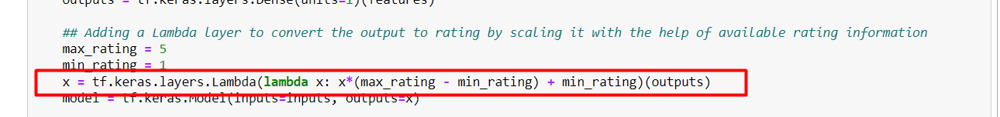 outputs = tf.keras.layers.Dense(units=1)(features)
## Adding a Lambda layer to convert the output to rating by scaling it with the help of available rating information
max_rating = 5
min_rating = 1
x = tf.keras.layers.Lambda(lambda x: x*(max_rating - min_rating) + min_rating)(outputs)
model = tf.keras.Model(inputs=inputs, outputs=x)